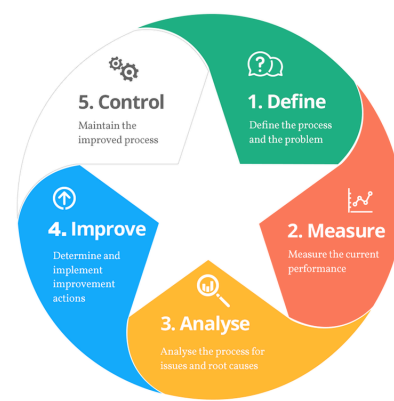 1. Define
Define the process
and the problem
2. Measure
Measure the current
performance
3. Analyse
Analyse the process for
issues and root causes
4. Improve
Determine and
implement
improvement
actions
5. Control
Maintain the
improved process